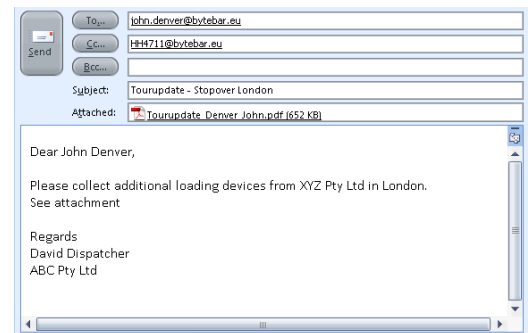 To...
john.denver@bytebar.eu
Send
Cc...
HH4711@bytebar.eu
Bcc...
Subject:
Tourupdate - Stopover London
Attached:
Tourupdate_Denver_John.pdf (652 KB)
Dear John Denver,
Please collect additional loading devices from XYZ Pty Ltd in London.
See attachment
Regards
David Dispatcher
ABC Pty Ltd